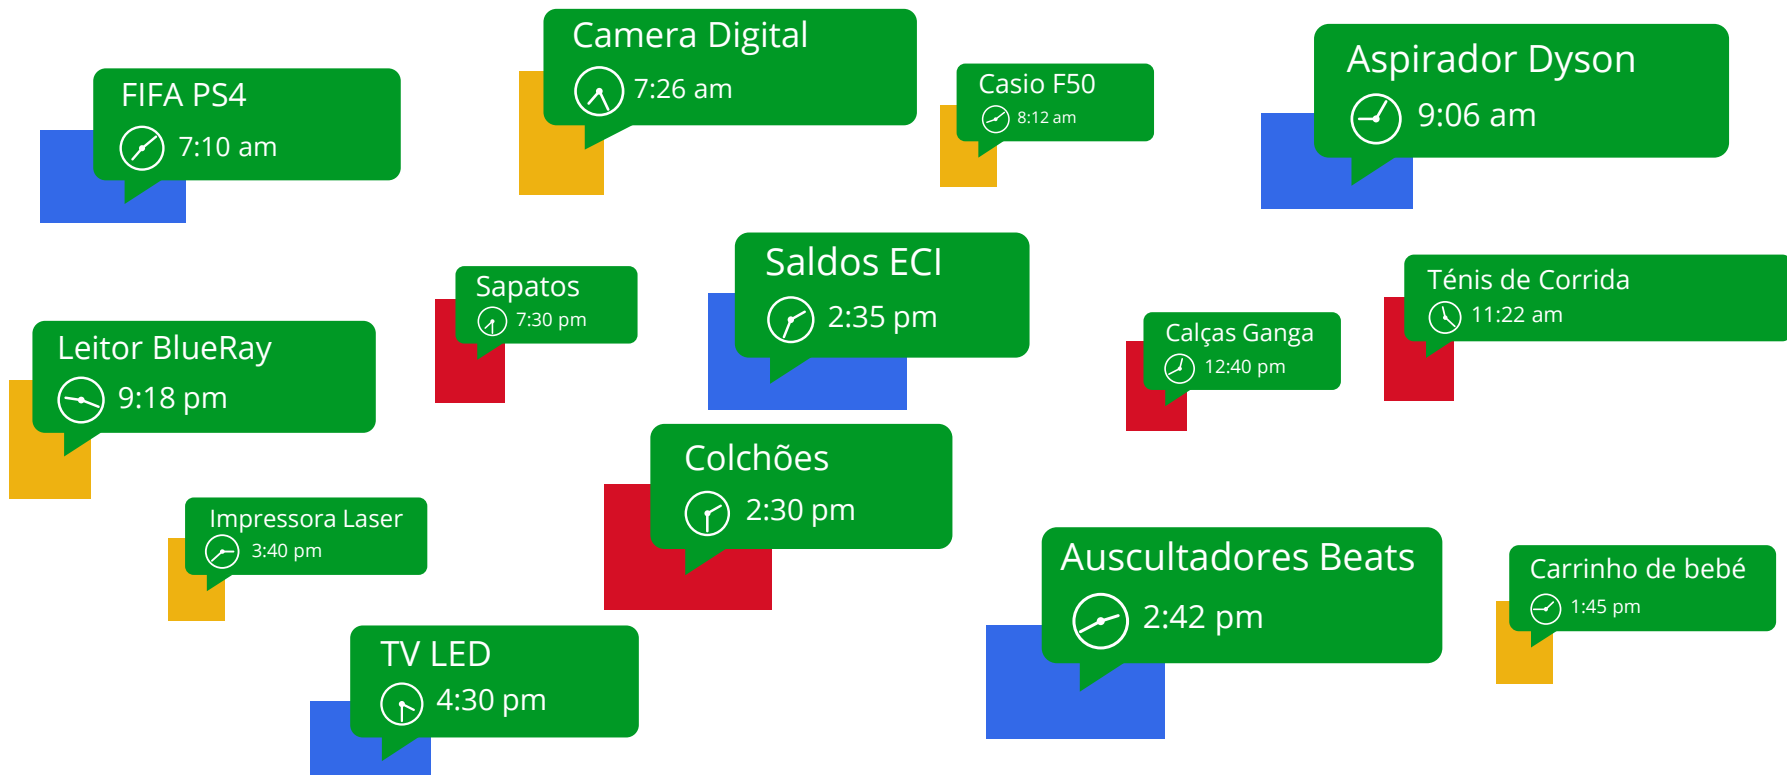 FIFA PS4
7:10 am
Camera Digital
7:26 am
Casio F50
8:12 am
Aspirador Dyson
9:06 am
Sapatos
7:30 pm
Saldos ECI
2:35 pm
Ténis de Corrida
11:22 am
Calças Ganga
12:40 pm
Leitor BlueRay
9:18 pm
Colchões
2:30 pm
Impressora Laser
3:40 pm
Auscultadores Beats
2:42 pm
Carrinho de bebé
1:45 pm
TV LED
4:30 pm